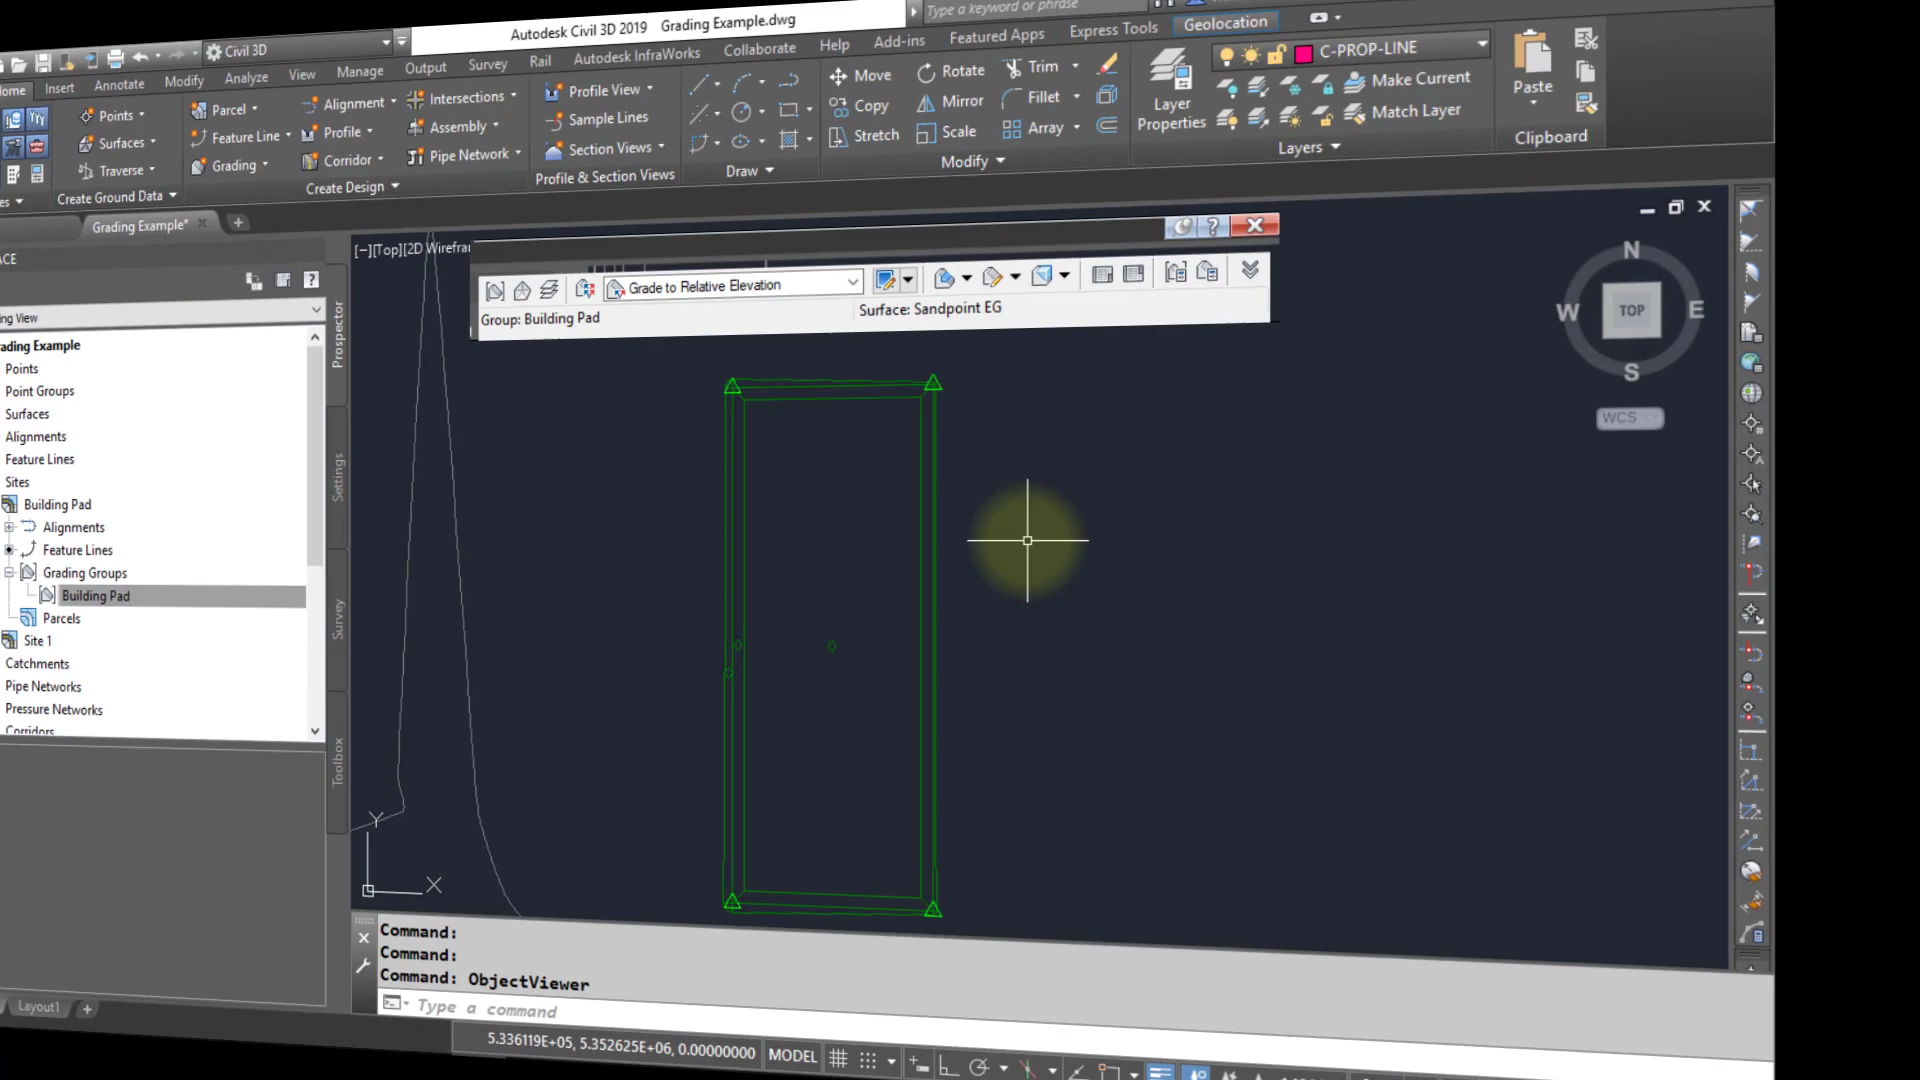 Autodesk Civil 3D 2019 Grading Example.dwg
Type a keyword or phrase
Civil 3D
Insert
Annotate
Modify
Analyze
View
Manage
Output
Survey
Rail
Autodesk InfraWorks
Collaborate
Help
Add-ins
Featured Apps
Express Tools
Geolocation
Points
Surfaces
Traverse
Create Ground Data
Parcel
Feature Line
Grading
Alignment
Profile
Corridor
Intersections
Assembly
Pipe Network
Create Design
Profile View
Sample Lines
Section Views
Profile & Section Views
Draw
Move
Copy
Stretch
Rotate
Mirror
Scale
Trim
Fillet
Array
Modify
Layer
Properties
C-PROP-LINE
Make Current
Match Layer
Layers
Paste
Clipboard
Grading Example*
[−][Top][2D Wirefra
Grade to Relative Elevation
Group: Building Pad
Surface: Sandpoint EG
ACE
ing View
rading Example
Points
Point Groups
Surfaces
Alignments
Feature Lines
Sites
Building Pad
Alignments
Feature Lines
Grading Groups
Building Pad
Parcels
Site 1
Catchments
Pipe Networks
Pressure Networks
Corridors
Prospector
Settings
Survey
Toolbox
N
W
TOP
E
S
WCS
Y
X
Command:
Command:
Command: ObjectViewer
Type a command
Layout1
5.336119E+05, 5.352625E+06, 0.00000000
MODEL